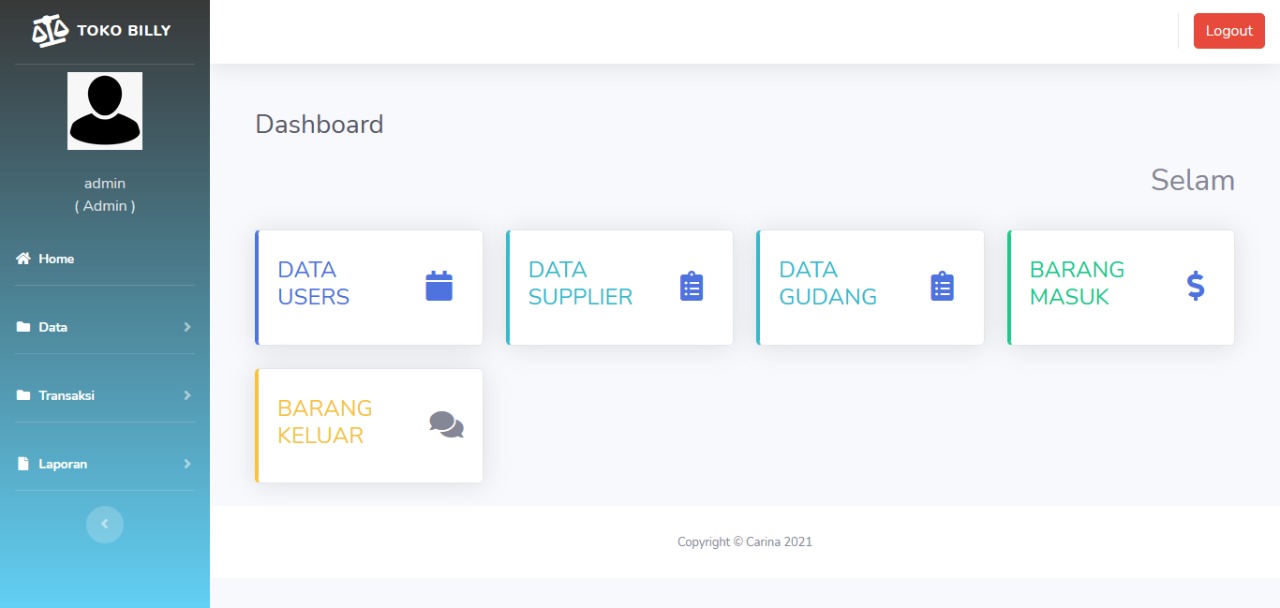 TOKO BILLY
Logout
admin
( Admin )
Home
Data
Transaksi
Laporan
Dashboard
Selam
DATA
USERS
DATA
SUPPLIER
DATA
GUDANG
BARANG
MASUK
BARANG
KELUAR
Copyright © Carina 2021